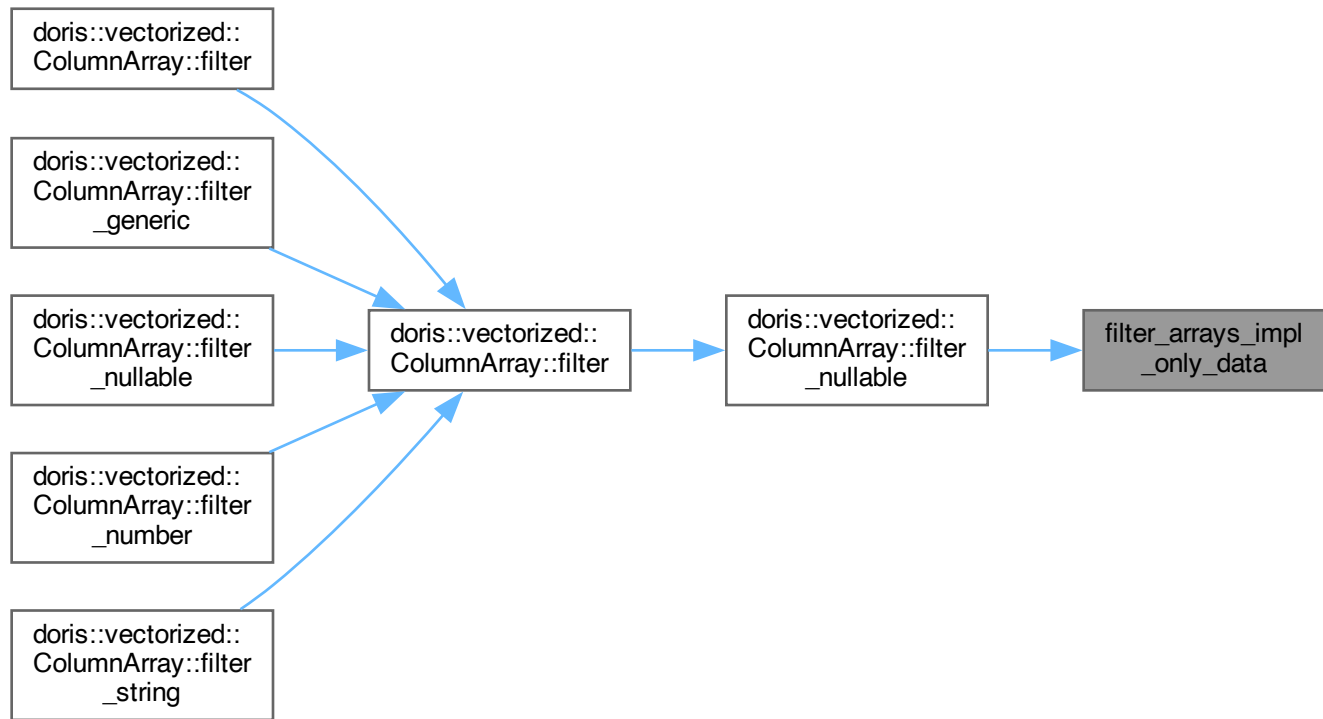 doris::vectorized::
ColumnArray::filter
doris::vectorized::
ColumnArray::filter
_generic
doris::vectorized::
ColumnArray::filter
_nullable
doris::vectorized::
ColumnArray::filter
_number
doris::vectorized::
ColumnArray::filter
_string
doris::vectorized::
ColumnArray::filter
doris::vectorized::
ColumnArray::filter
_nullable
filter_arrays_impl
_only_data